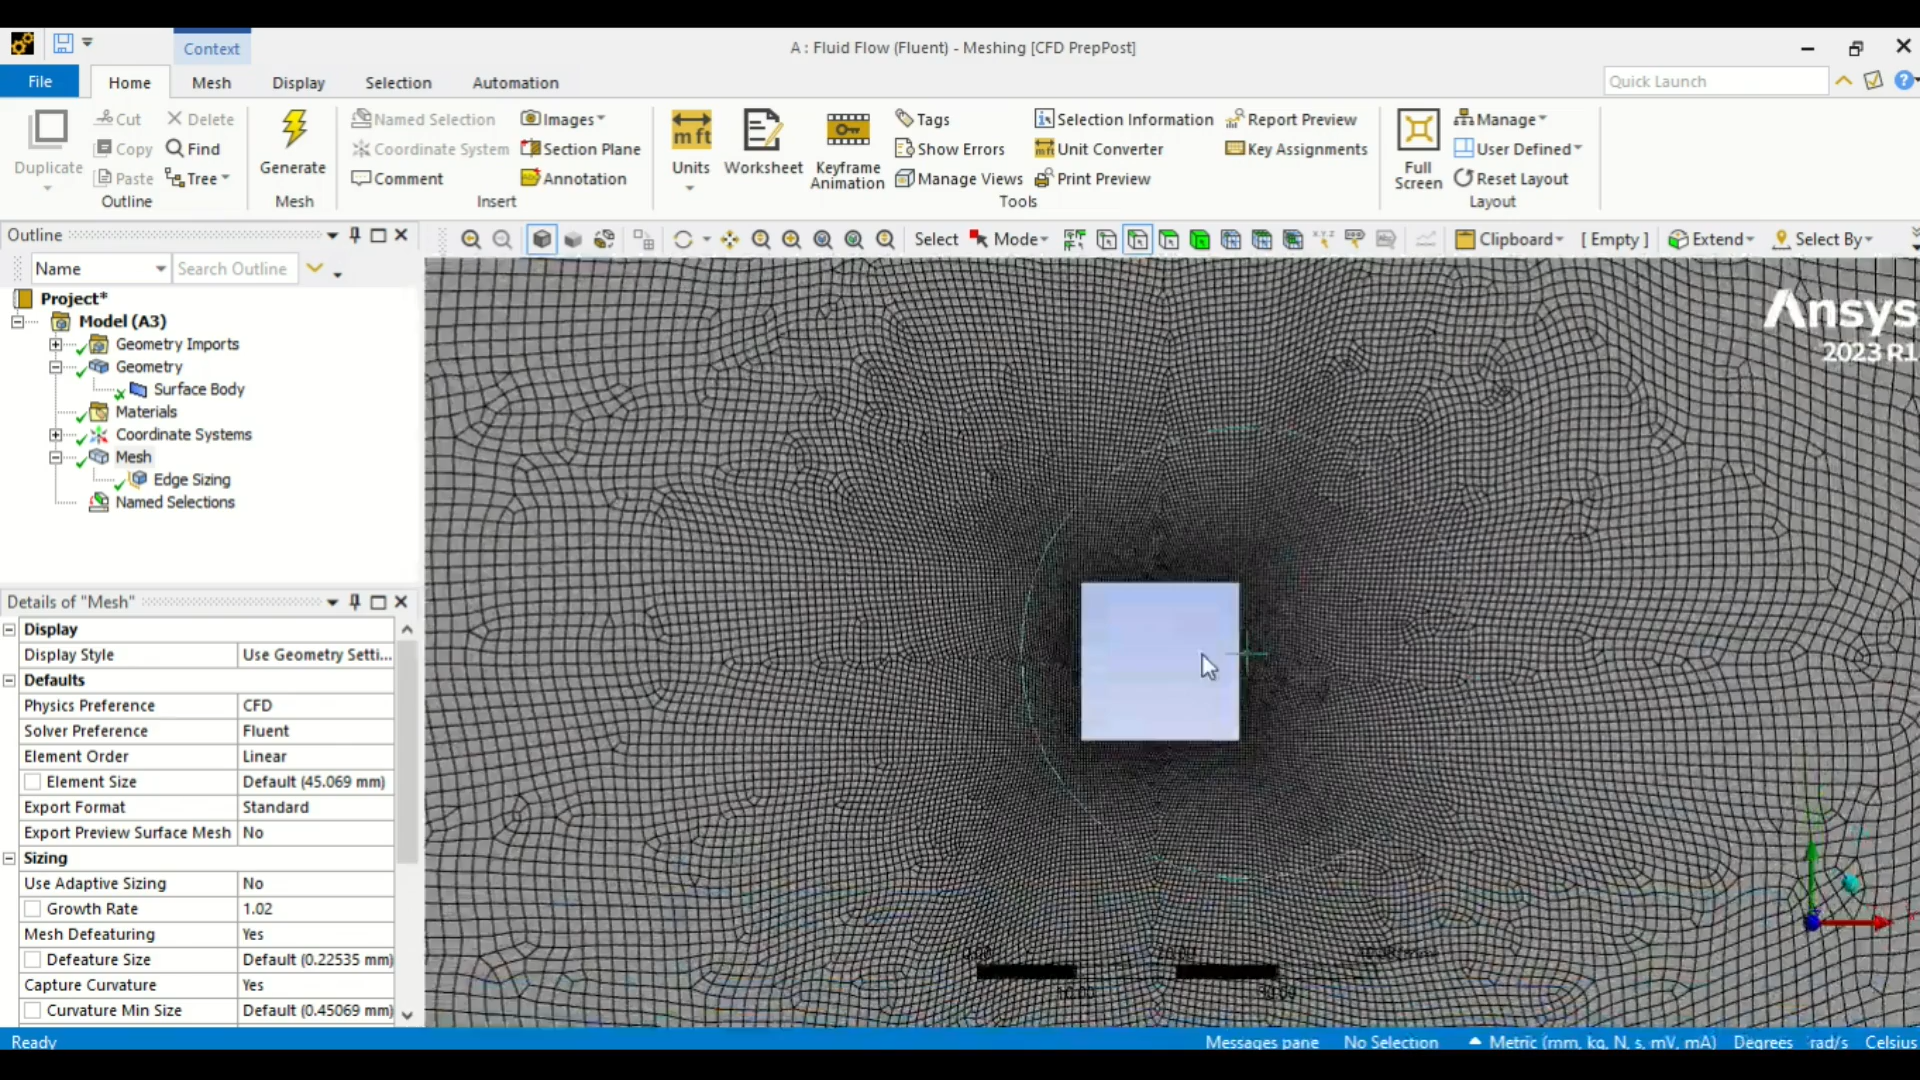 Context
A : Fluid Flow (Fluent) - Meshing [CFD PrepPost]
File Home Mesh Display Selection Automation
Quick Launch
Duplicate
Cut
Copy
Paste
Delete
Find
Tree
Outline
Generate
Mesh
Named Selection
Coordinate System
Comment
Images
Section Plane
Annotation
Insert
mft
Units
Worksheet
Keyframe
Animation
Tags
Show Errors
Manage Views
Selection Information
Unit Converter
Print Preview
Report Preview
Key Assignments
Tools
Full
Screen
Manage
User Defined
Reset Layout
Layout
Outline
Name
Search Outline
Select Mode Clipboard [ Empty ] Extend Select By
Project*
Model (A3)
Geometry Imports
Geometry
Surface Body
Materials
Coordinate Systems
Mesh
Edge Sizing
Named Selections
Ansys
2023 R1
Details of "Mesh"
Display
Display Style Use Geometry Setti...
Defaults
Physics Preference CFD
Solver Preference Fluent
Element Order Linear
Element Size Default (45.069 mm)
Export Format Standard
Export Preview Surface Mesh No
Sizing
Use Adaptive Sizing No
Growth Rate 1.02
Mesh Defeaturing Yes
Defeature Size Default (0.22535 mm)
Capture Curvature Yes
Curvature Min Size Default (0.45069 mm)
Ready
Messages pane No Selection Metric (mm, kg, N, s, mV, mA) Degrees rad/s Celsius